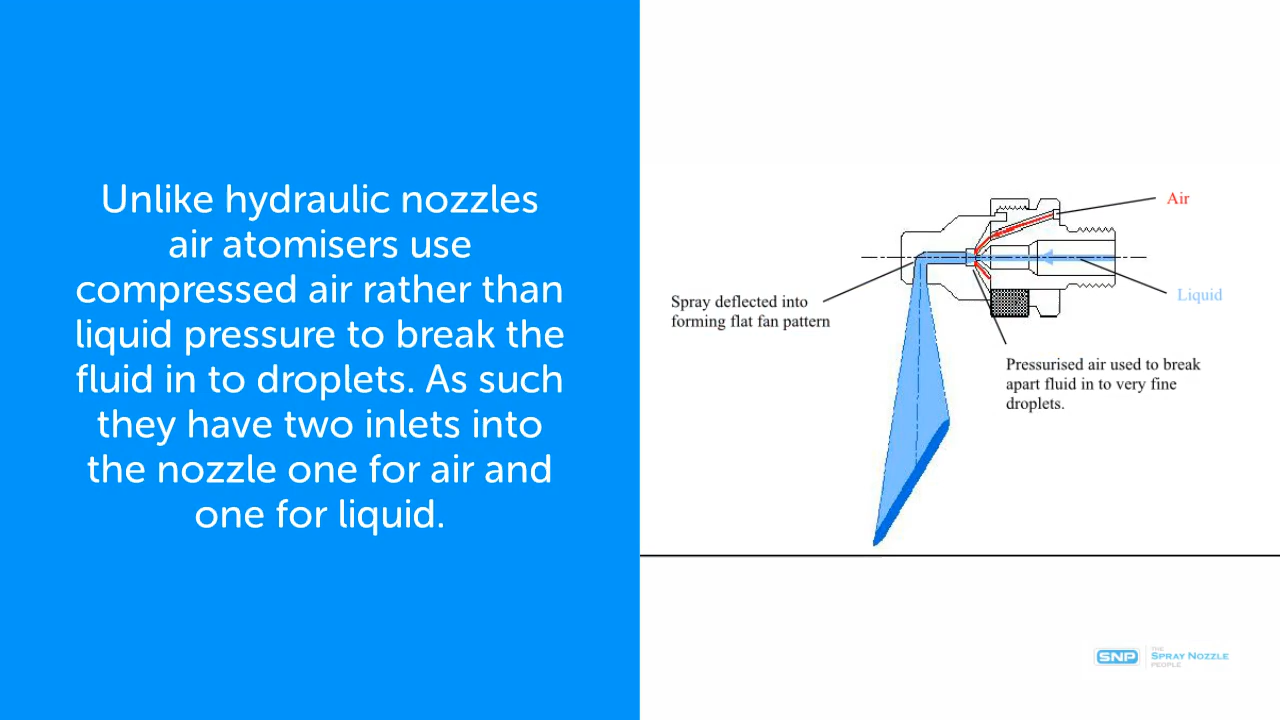 Unlike hydraulic nozzles
air atomisers use
compressed air rather than
liquid pressure to break the
fluid in to droplets. As such
they have two inlets into
the nozzle one for air and
one for liquid.
Air
Liquid
Spray deflected into
forming flat fan pattern
Pressurised air used to break
apart fluid in to very fine
droplets.
SNP
THE
SPRAY NOZZLE
PEOPLE